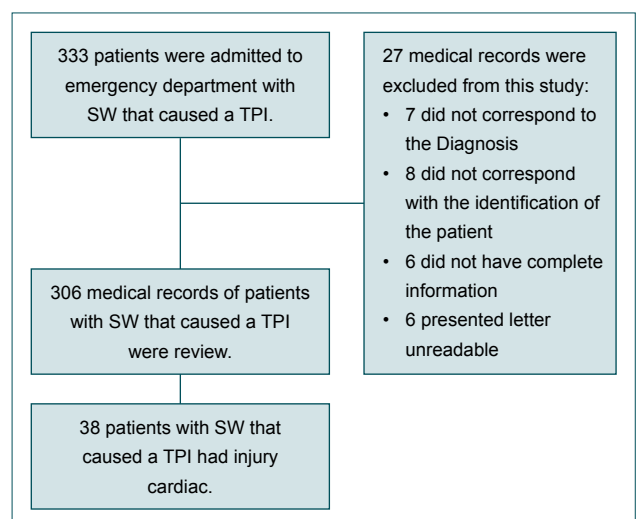 333 patients were admitted to
emergency department with
SW that caused a TPI.
27 medical records were
excluded from this study:
• 7 did not correspond to
the Diagnosis
• 8 did not correspond
with the identification of
the patient
• 6 did not have complete
information
• 6 presented letter
unreadable
306 medical records of patients
with SW that caused a TPI
were review.
38 patients with SW that
caused a TPI had injury
cardiac.